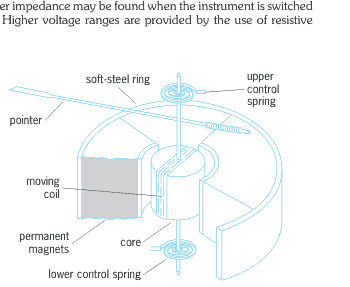 er impedance may be found when the instrument is switched
Higher voltage ranges are provided by the use of resistive
soft-steel ring
upper
control
spring
pointer
moving
coil
permanent
magnets
core
lower control spring